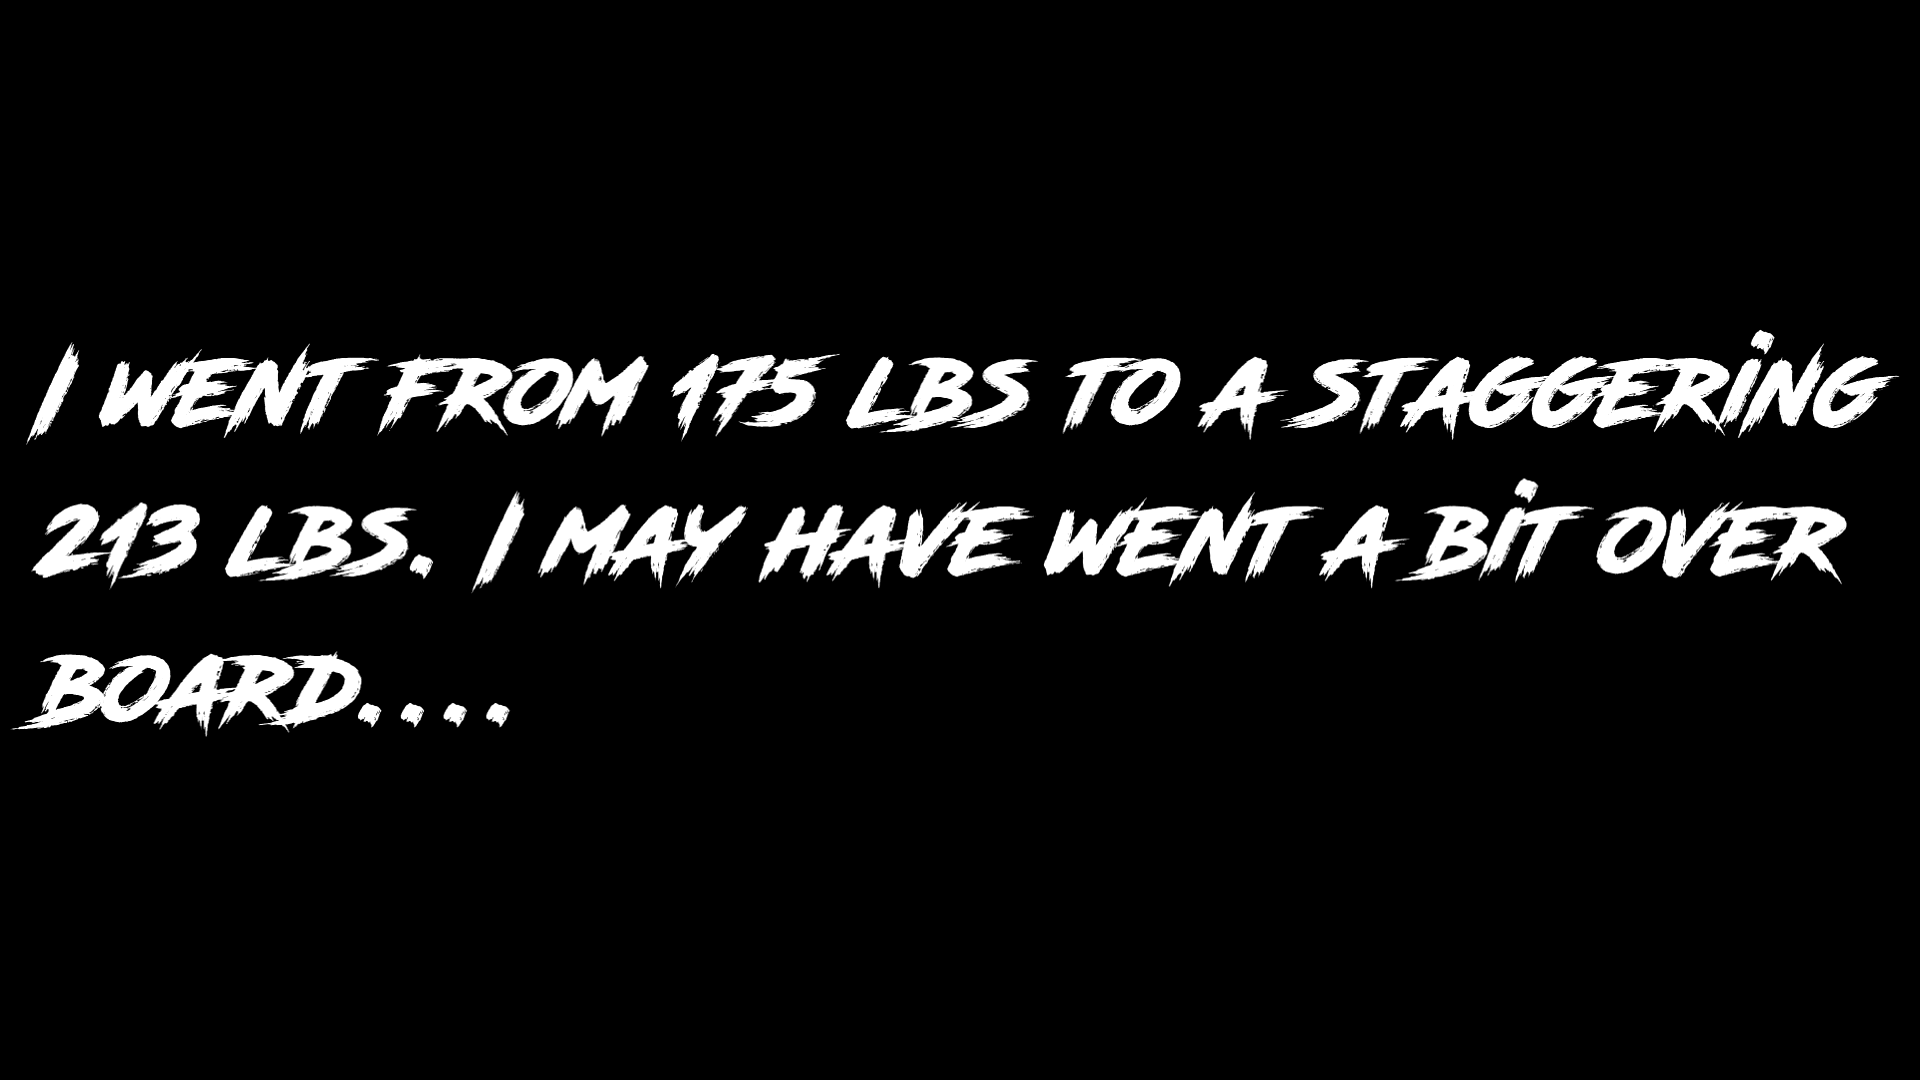 I WENT FROM 175 LBS TO A STAGGERING
213 LBS. I MAY HAVE WENT A BIT OVER
BOARD....